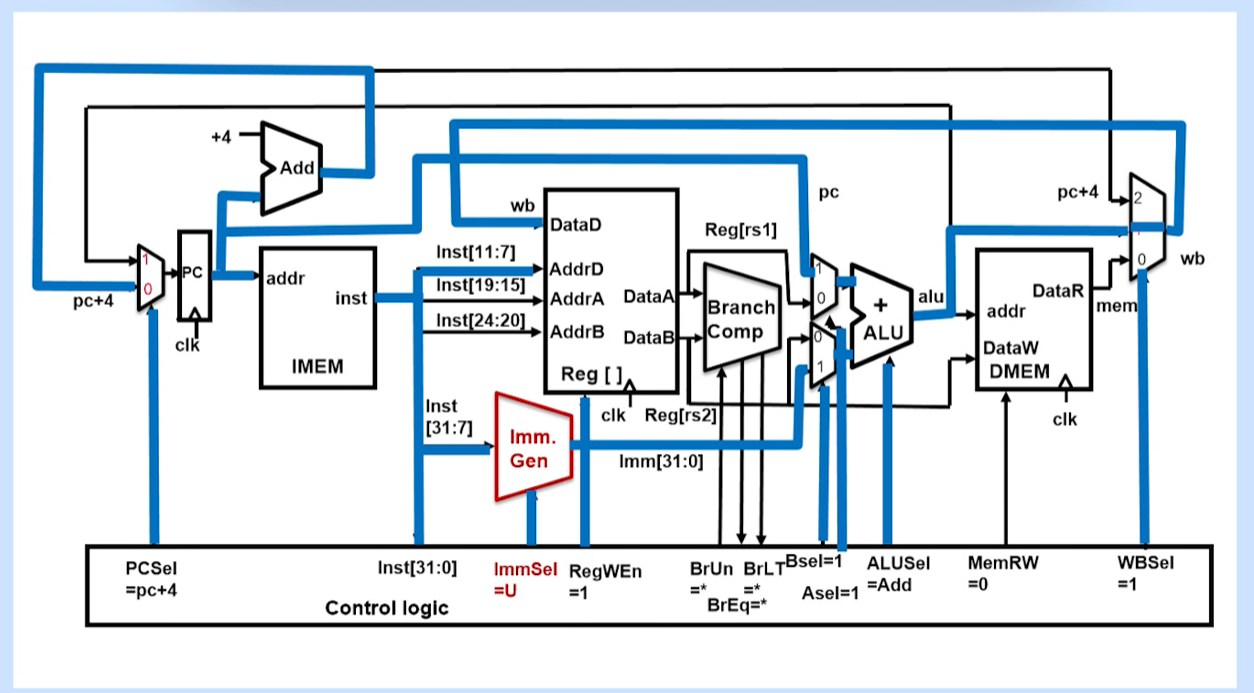 +4
Add
pc
pc+4
2
1
0
wb
wb
DataD
Reg[rs1]
Inst[11:7]
AddrD
Inst[19:15]
AddrA
DataA
Inst[24:20]
AddrB
DataB
Reg [ ]
clk
Reg[rs2]
1
0
pc+4
PC
clk
addr
inst
IMEM
Branch
Comp
1
0
0
1
+
ALU
alu
addr
DataR
DataW
DMEM
clk
mem
Inst
[31:7]
Imm.
Gen
Imm[31:0]
PCSel
=pc+4
Inst[31:0]
ImmSel
=U
RegWEn
=1
BrUn
=*
BrLT
=*
BrEq=*
Bsel=1
Asel=1
ALUSel
=Add
MemRW
=0
WBSel
=1
Control logic